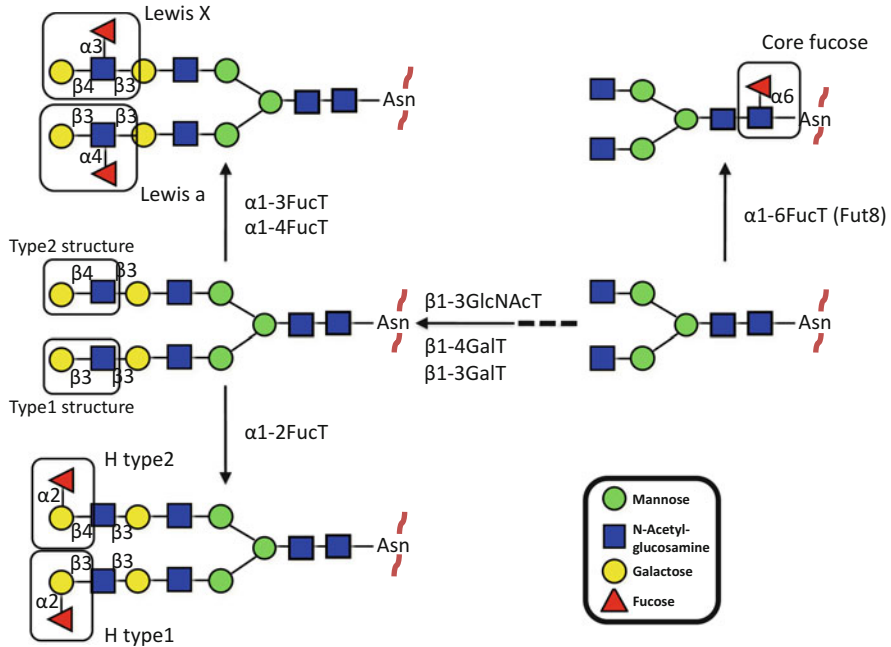 Lewis X
α3
β4 β3
Asn
β3 β3
α4
Lewis a
Core fucose
α6
Asn
α1-3FucT
α1-4FucT
α1-6FucT (Fut8)
Type2 structure
β4 β3
Asn
β3 β3
Type1 structure
β1-3GlcNAcT
β1-4GalT
β1-3GalT
Asn
α1-2FucT
H type2
α2
β4 β3
Asn
β3 β3
α2
H type1
Mannose
N-Acetyl-
glucosamine
Galactose
Fucose